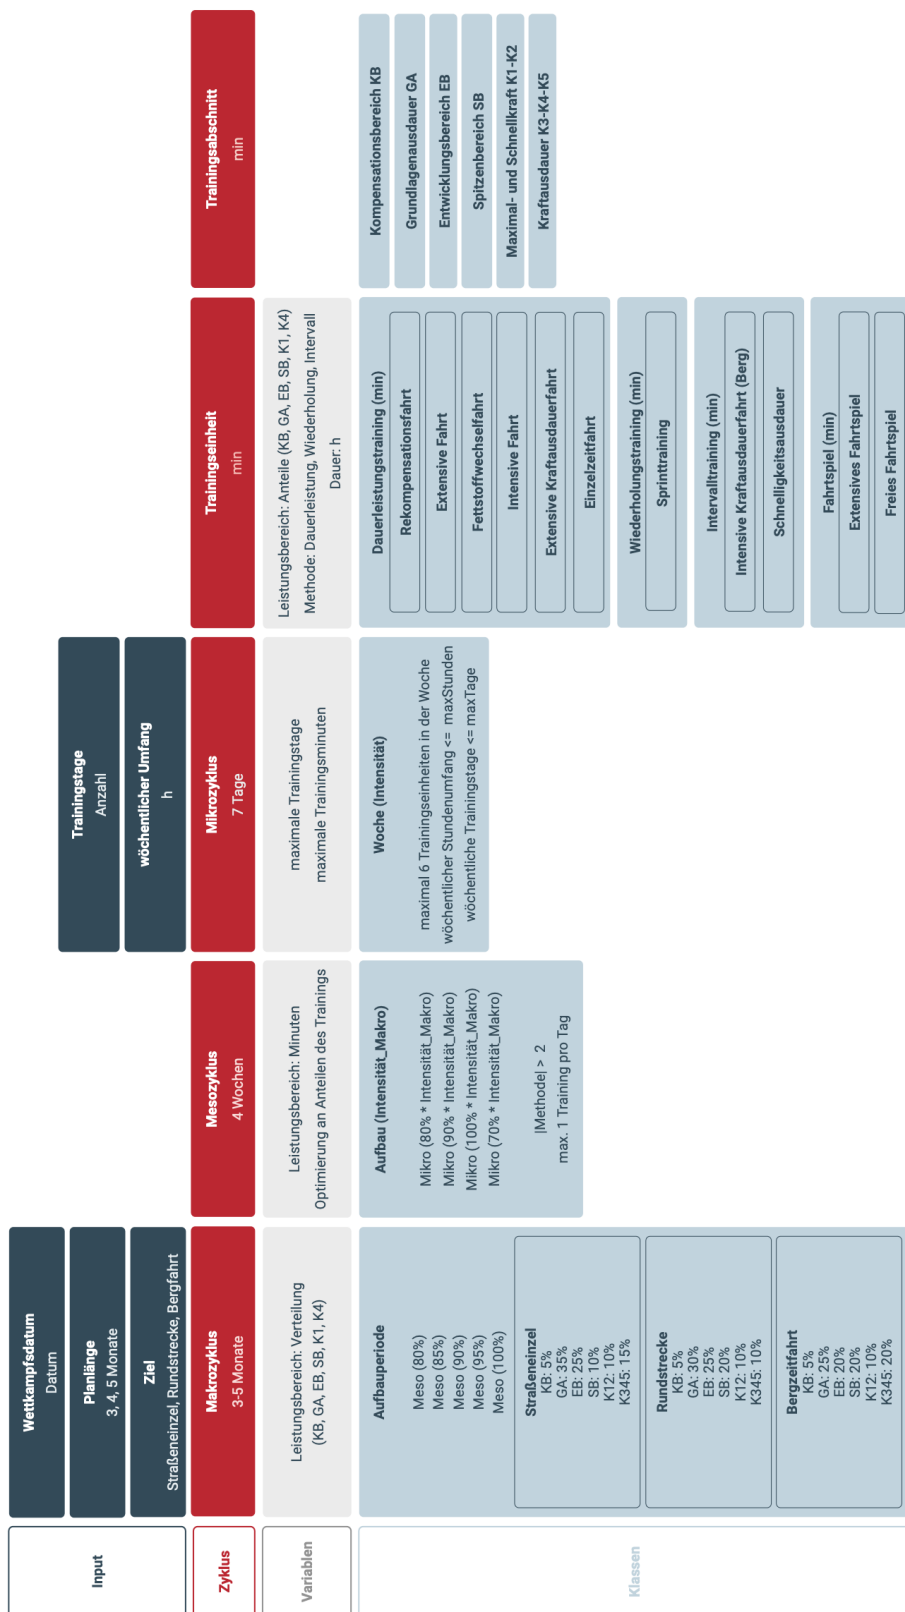 Input
Wettkampfsdatum
Datum
Planlänge
3, 4, 5 Monate
Ziel
Straßeneinzel, Rundstrecke, Bergfahrt
Trainingstage
Anzahl
wöchentlicher Umfang
h
Zyklus
Makrozyklus
3-5 Monate
Mesozyklus
4 Wochen
Mikrozyklus
7 Tage
Trainingseinheit
min
Trainingsabschnitt
min
Variablen
Leistungsbereich: Verteilung
(KB, GA, EB, SB, K1, K4)
Leistungsbereich: Minuten
Optimierung an Anteilen des Trainings
maximale Trainingstage
maximale Trainingsminuten
Leistungsbereich: Anteile (KB, GA, EB, SB, K1, K4)
Methode: Dauerleistung, Wiederholung, Intervall
Dauer: h
Klassen
Aufbauperiode
Meso (80%)
Meso (85%)
Meso (90%)
Meso (95%)
Meso (100%)
Straßeneinzel
KB: 5%
GA: 35%
EB: 25%
SB: 10%
K12: 10%
K345: 15%
Rundstrecke
KB: 5%
GA: 30%
EB: 25%
SB: 20%
K12: 10%
K345: 10%
Bergzeitfahrt
KB: 5%
GA: 25%
EB: 20%
SB: 20%
K12: 10%
K345: 20%
Aufbau (Intensität_Makro)
Mikro (80% * Intensität_Makro)
Mikro (90% * Intensität_Makro)
Mikro (100% * Intensität_Makro)
Mikro (70% * Intensität_Makro)
|Methode| > 2
max. 1 Training pro Tag
Woche (Intensität)
maximal 6 Trainingseinheiten in der Woche
wöchentlicher Stundenumfang <= maxStunden
wöchentliche Trainingstage <= maxTage
Dauerleistungstraining (min)
Rekompensationsfahrt
Extensive Fahrt
Fettstoffwechselfahrt
Intensive Fahrt
Extensive Kraftausdauerfahrt
Einzelzeitfahrt
Wiederholungstraining (min)
Sprinttraining
Intervalltraining (min)
Intensive Kraftausdauerfahrt (Berg)
Schnelligkeitsausdauer
Fahrtspiel (min)
Extensives Fahrtspiel
Freies Fahrtspiel
Kompensationsbereich KB
Grundlagenausdauer GA
Entwicklungsbereich EB
Spitzenbereich SB
Maximal- und Schnellkraft K1-K2
Kraftausdauer K3-K4-K5